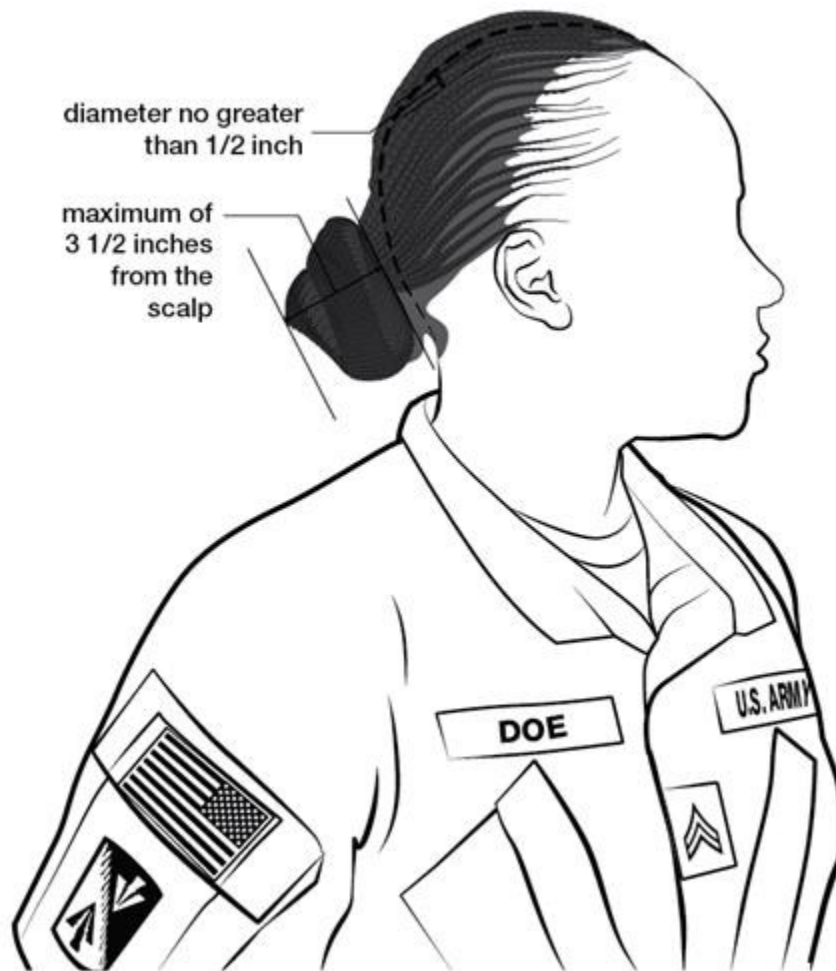 diameter no greater
than 1/2 inch
maximum of
3 1/2 inches
from the
scalp
DOE
U.S. ARMY